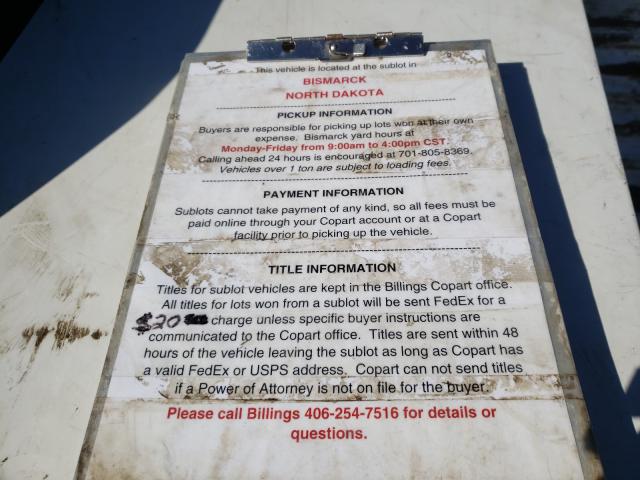 This vehicle is located at the sublot in
BISMARCK
NORTH DAKOTA
PICKUP INFORMATION
Buyers are responsible for picking up lots won at their own
expense. Bismarck yard hours at
Monday-Friday from 9:00am to 4:00pm CST.
Calling ahead 24 hours is encouraged at 701-805-8369.
Vehicles over 1 ton are subject to loading fees.
PAYMENT INFORMATION
Sublots cannot take payment of any kind, so all fees must be
paid online through your Copart account or at a Copart
facility prior to picking up the vehicle.
TITLE INFORMATION
Titles for sublot vehicles are kept in the Billings Copart office.
All titles for lots won from a sublot will be sent FedEx for a
$20 charge unless specific buyer instructions are
communicated to the Copart office. Titles are sent within 48
hours of the vehicle leaving the sublot as long as Copart has
a valid FedEx or USPS address. Copart can not send titles
if a Power of Attorney is not on file for the buyer.
Please call Billings 406-254-7516 for details or
questions.